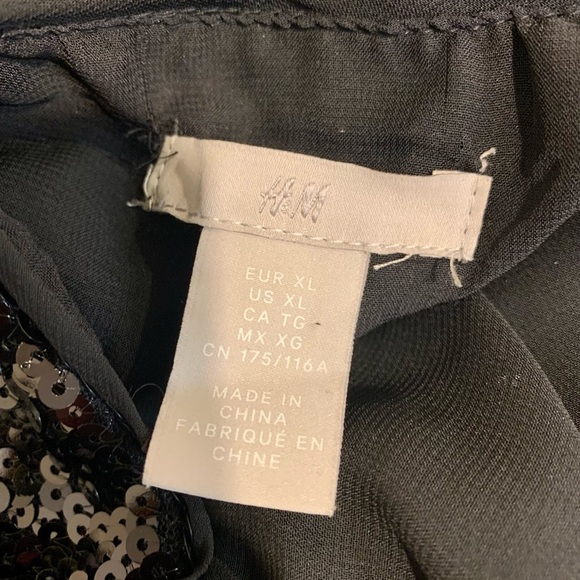 H&M
EUR XL
US XL
CA TG
MX XG
CN 175/116A
MADE IN
CHINA
FABRIQUÉ EN
CHINE